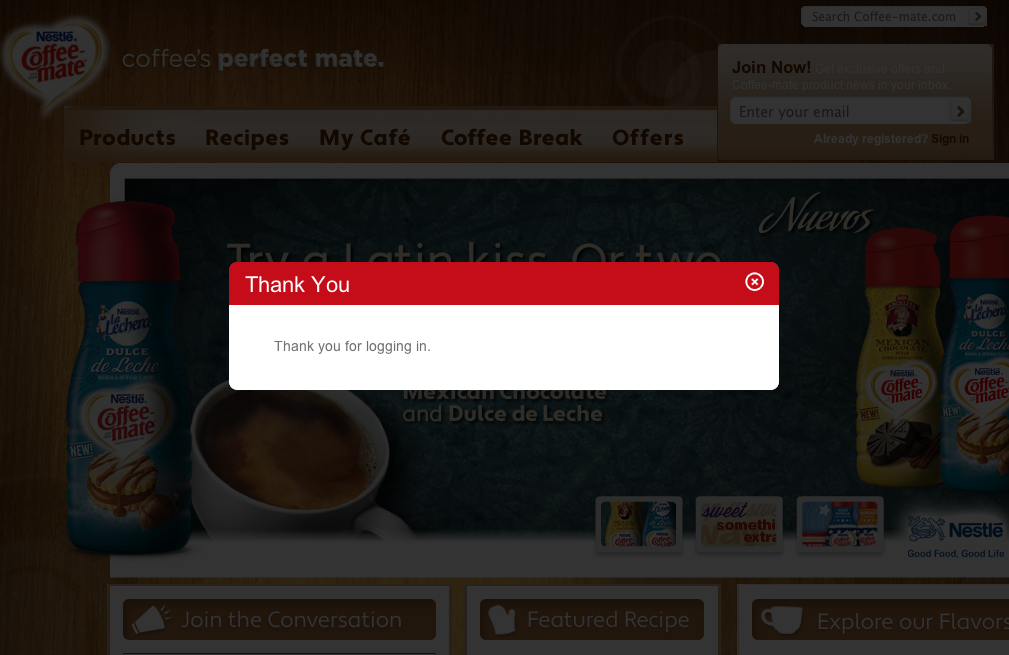 Nestlé
Coffee-mate
coffee's perfect mate.
Search Coffee-mate.com
Join Now! Get exclusive offers and
Coffee-mate product news in your inbox.
Enter your email
Already registered? Sign in
Products
Recipes
My Café
Coffee Break
Offers
Nuevos
Try a Latin kiss. Or two.
Thank You
Thank you for logging in.
Mexican Chocolate
and Dulce de Leche
Nestlé
La Lechera
DULCE
de Leche
Nestlé
Coffee-mate
NEW!
MEXICAN
CHOCOLATE
Nestlé
Coffee-mate
NEW!
DULCE
de Leche
Nestlé
Coffee-
NEW!
sweet
somethi
extra
Nestlé
Good Food, Good Life
Join the Conversation
Featured Recipe
Explore our Flavors